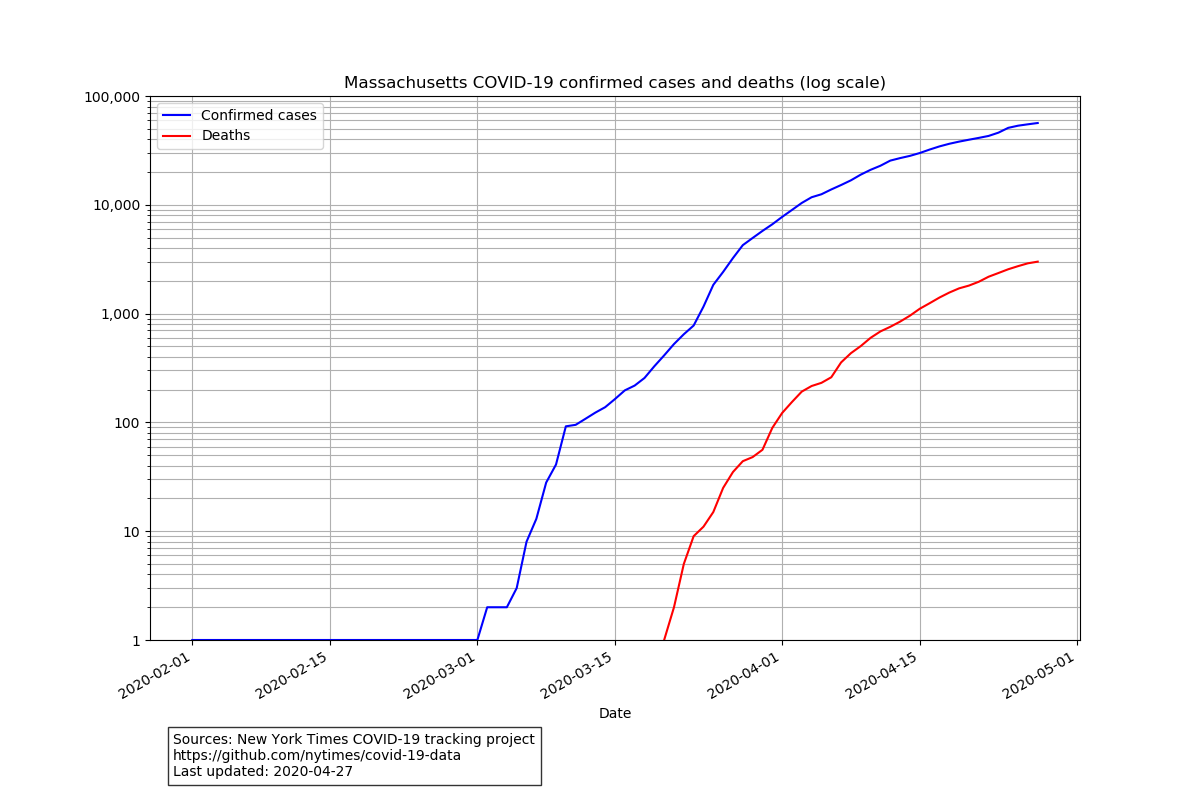 Massachusetts COVID-19 confirmed cases and deaths (log scale)
100,000
10,000
1,000
100
10
1
Confirmed cases
Deaths
2020-02-01
2020-02-15
2020-03-01
2020-03-15
2020-04-01
2020-04-15
2020-05-01
Date
Sources: New York Times COVID-19 tracking project
https://github.com/nytimes/covid-19-data
Last updated: 2020-04-27